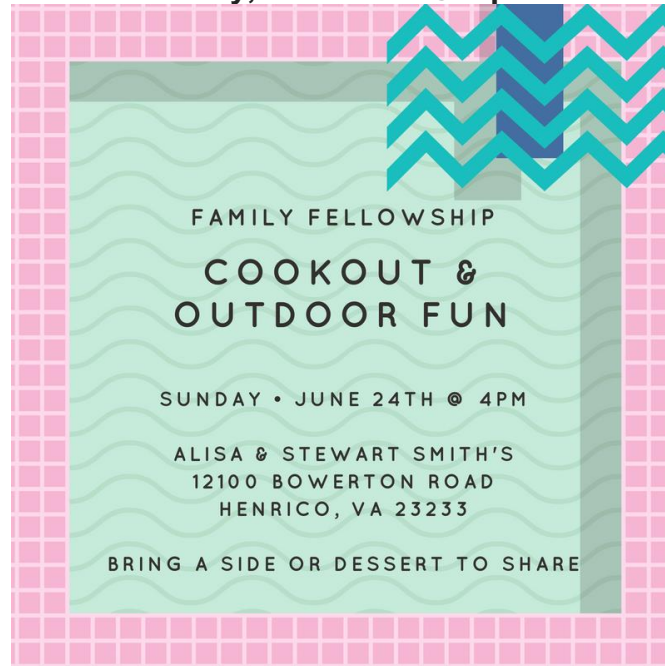 FAMILY FELLOWSHIP
COOKOUT &
OUTDOOR FUN
SUNDAY • JUNE 24TH @ 4PM
ALISA & STEWART SMITH'S
12100 BOWERTON ROAD
HENRICO, VA 23233
BRING A SIDE OR DESSERT TO SHARE